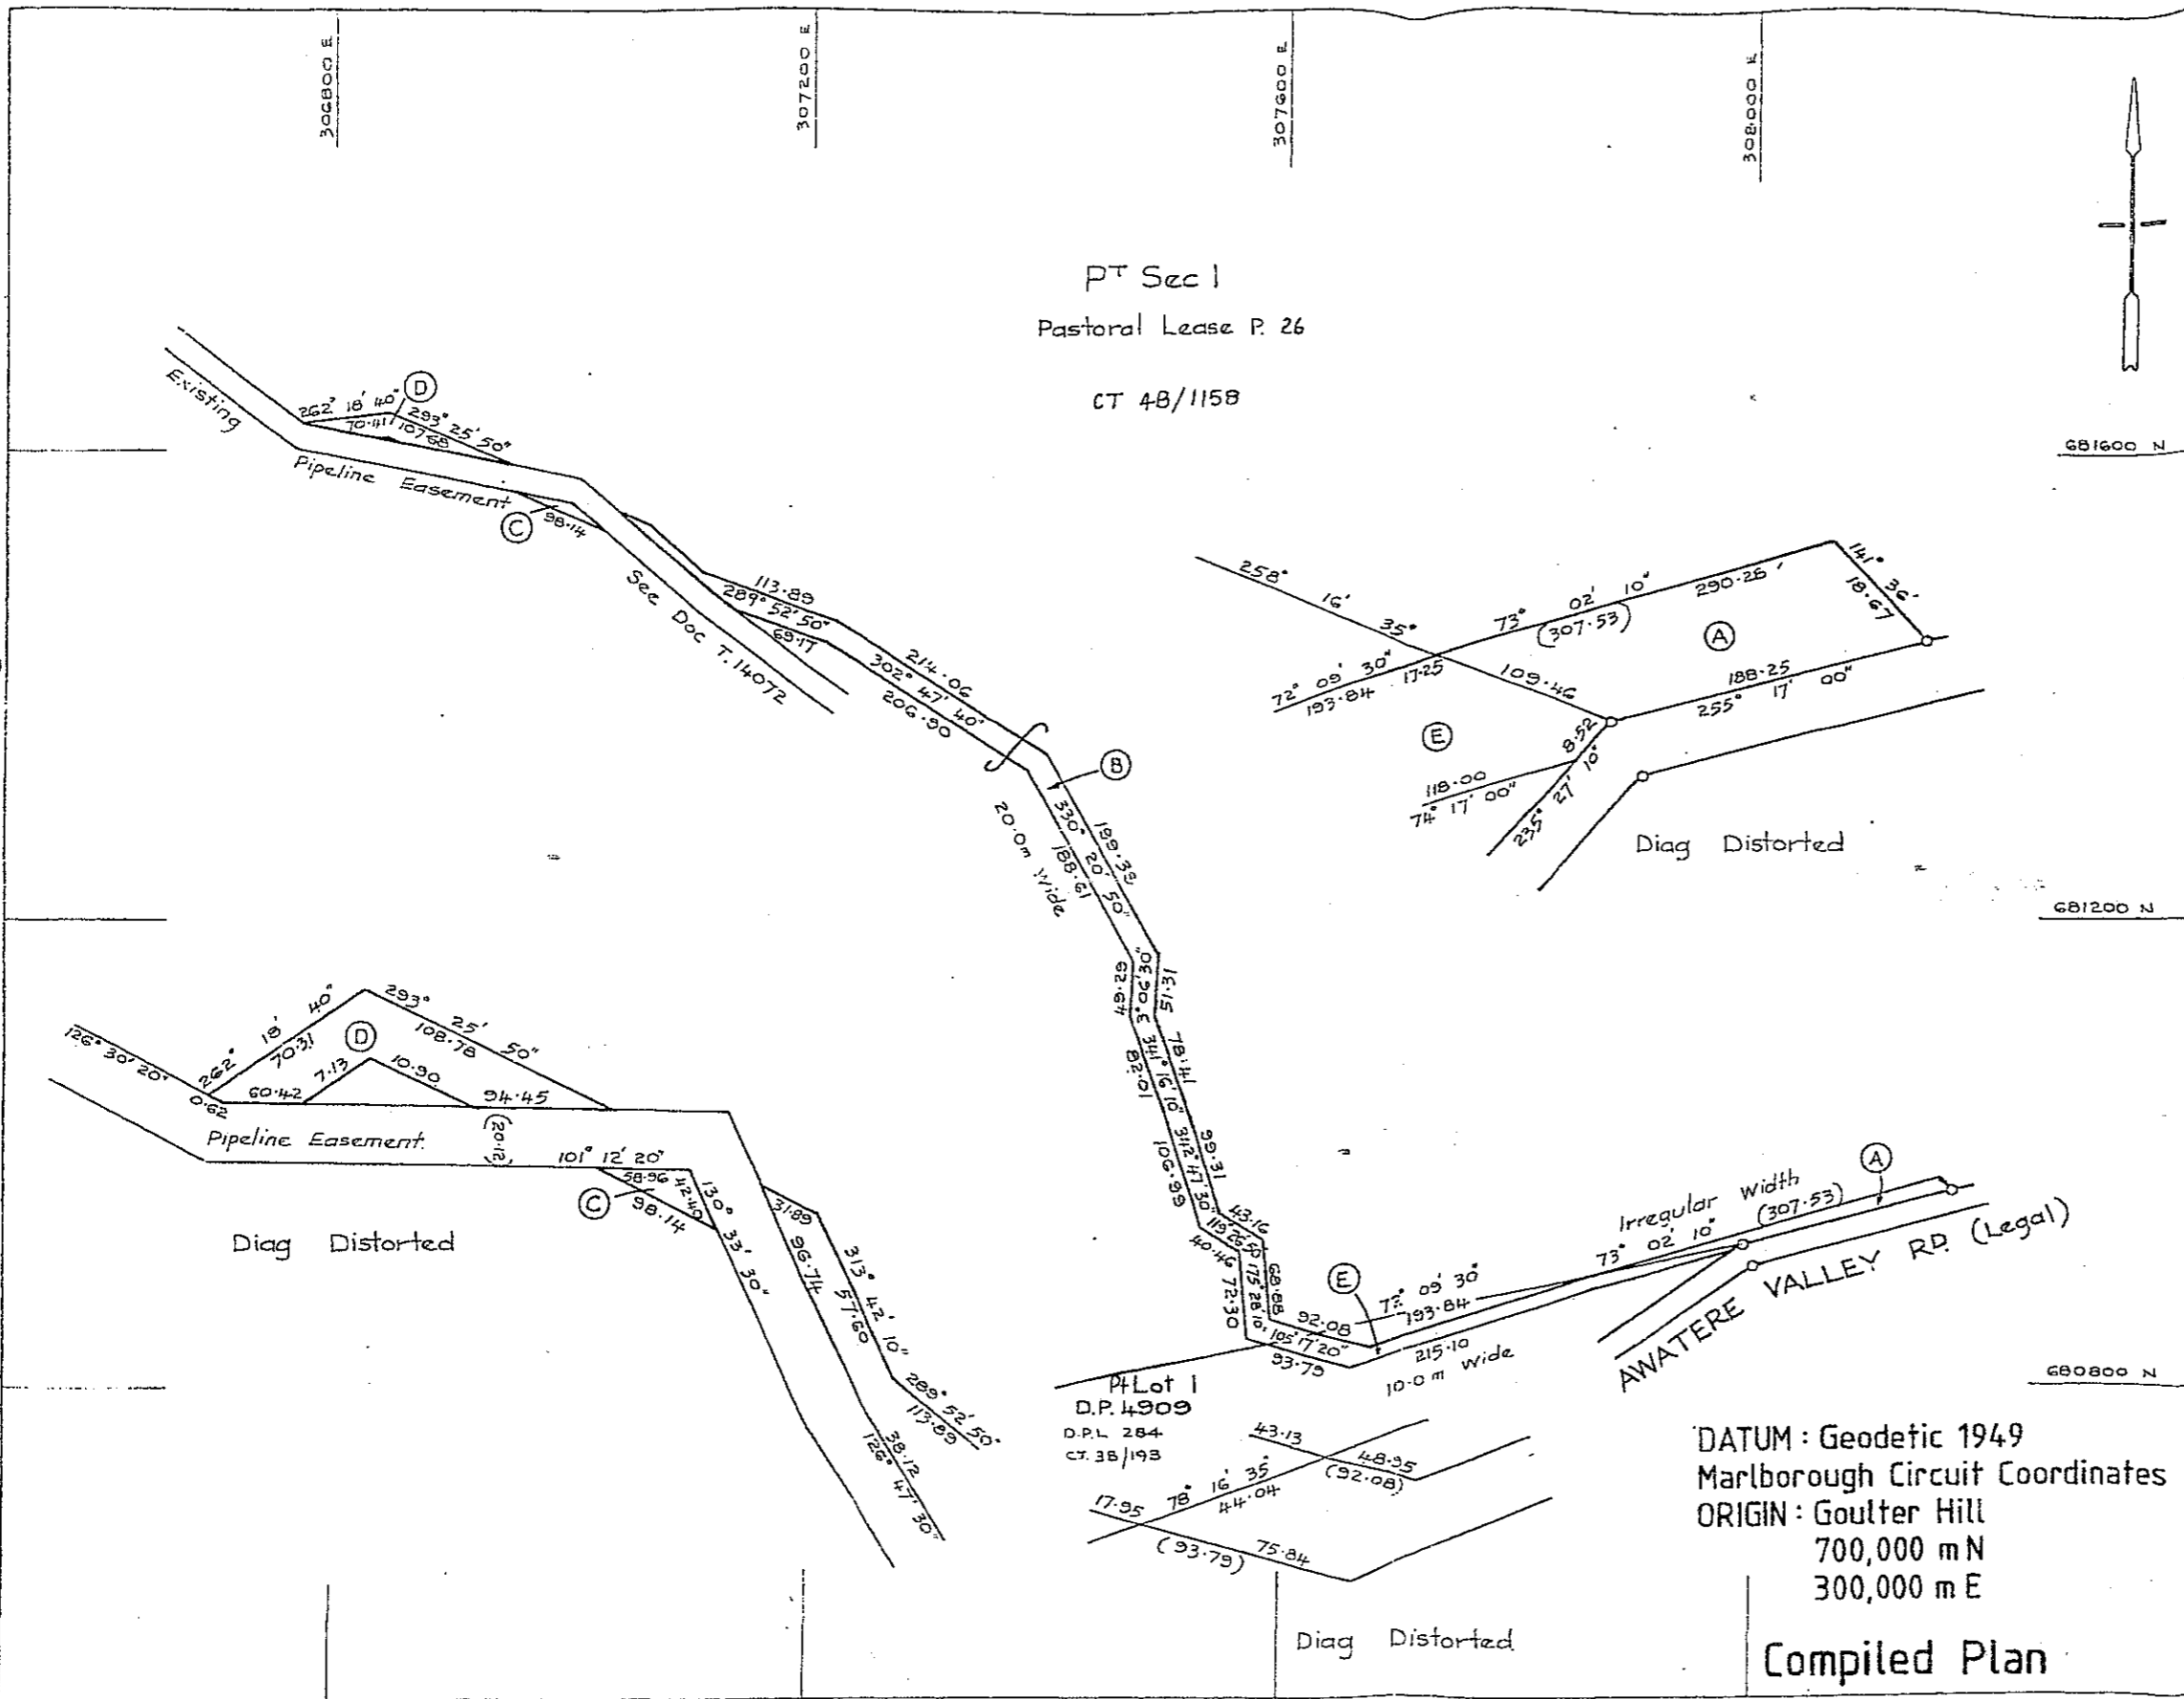 306800 E
307200 E
307600 E
308000 E
PT Sec 1
Pastoral Lease P. 26
CT 4B/1158
681600 N
681200 N
680800 N
Existing
Pipeline Easement
262° 18' 40"
70.41
D
293° 25' 50"
107.68
C
98.14
See Doc T.14072
113.89
289° 52' 50"
69.17
214.06
302° 47' 40"
206.90
B
20.0m Wide
199.39
330° 20' 50"
188.61
49.29
3° 06' 30"
51.31
78.41
341° 16' 10"
82.01
99.31
342° 47' 30"
106.99
43.16
119° 26' 50"
40.46
68.88
175° 28' 10"
72.30
92.08
105° 17' 20"
93.79
E
72° 09' 30"
193.84
215.10
10.0 m Wide
Irregular Width
(307.53)
73° 02' 10"
A
AWATERE VALLEY RD. (Legal)
Pt Lot 1
D.P. 4909
D.P.L 284
CT. 3B/193
258° 16' 35"
73° 02' 10"
290.26
(307.53)
141° 36'
18.67
A
72° 09' 30"
193.84
17.25
109.46
188.25
255° 17' 00"
E
8.52
118.00
74° 17' 00"
235° 27' 10"
Diag Distorted
126° 30' 20"
262° 18' 40"
70.31
D
293° 25' 50"
108.78
0.62
60.42
7.13
10.90
94.45
Pipeline Easement.
(20.12)
101° 12' 20"
58.96
42.40
C
98.14
130° 33' 30"
31.89
96.74
313° 42' 10"
57.60
289° 52' 50"
113.89
38.12
126° 47' 30"
Diag Distorted
43.13
48.95
(92.08)
78° 16' 35"
44.04
17.95
75.84
(93.79)
Diag Distorted
DATUM : Geodetic 1949
Marlborough Circuit Coordinates
ORIGIN : Goulter Hill
700,000 m N
300,000 m E
Compiled Plan